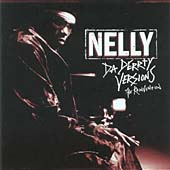 NELLY
DA DERRTY
VERSIONS
The Reinvention